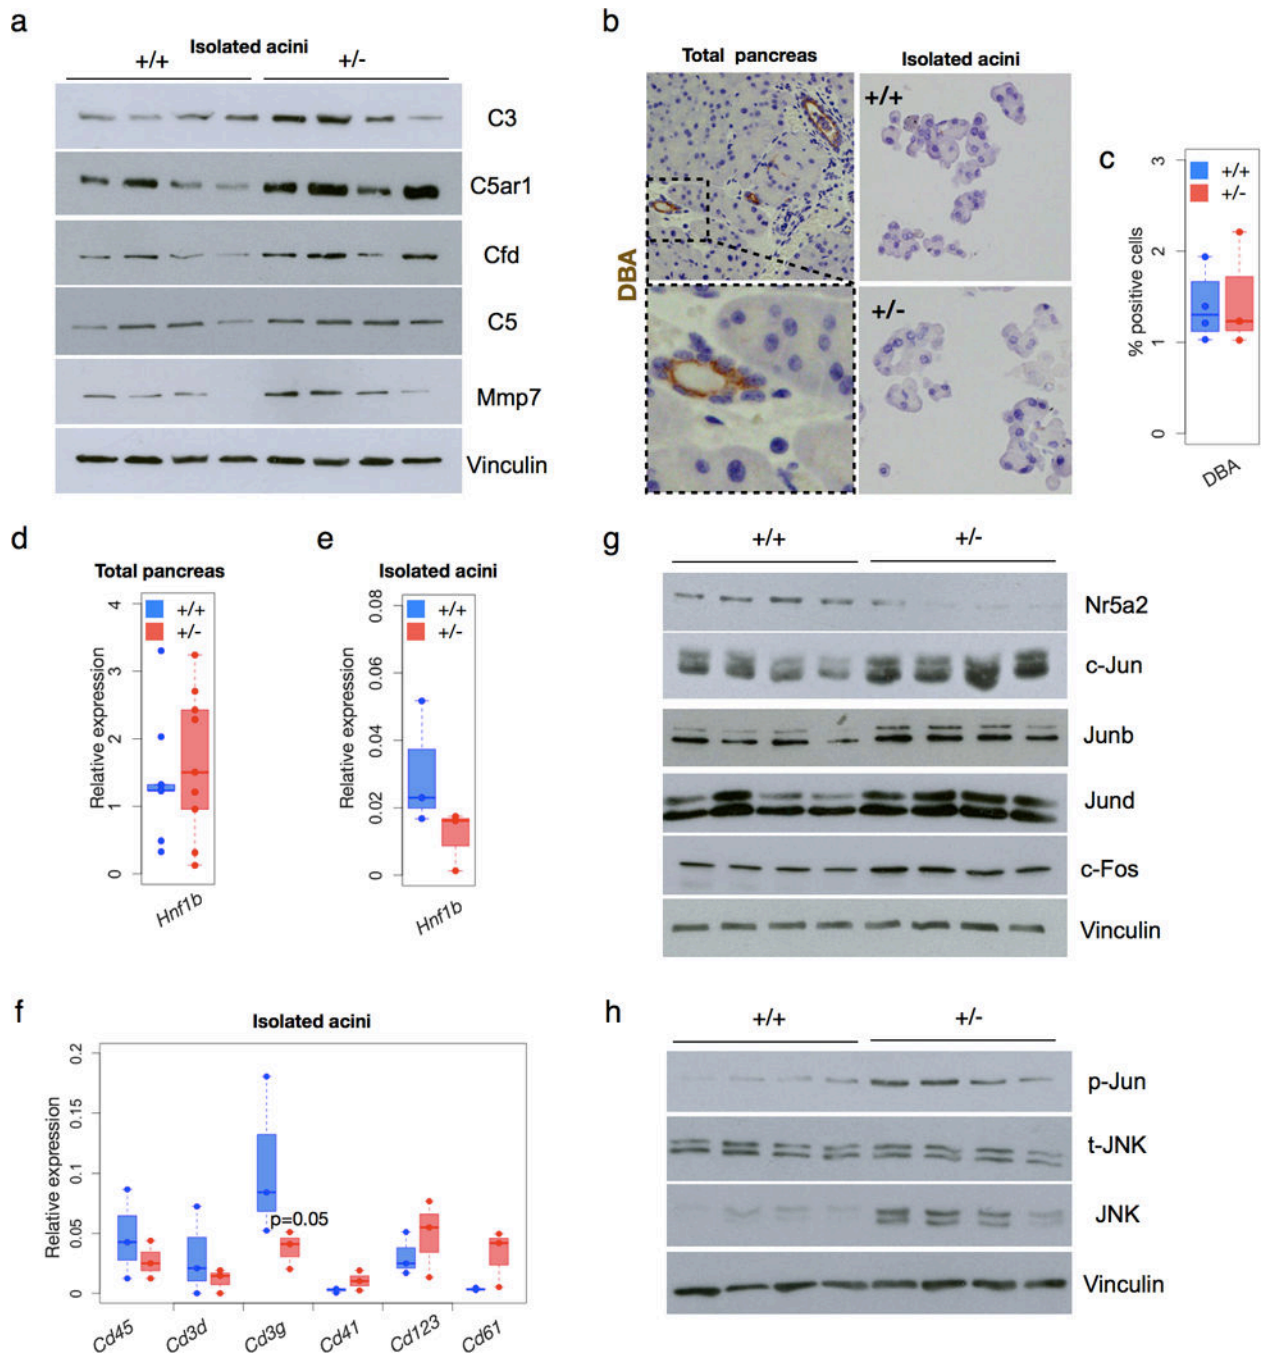 a
Isolated acini
+/+
+/-
C3
C5ar1
Cfd
C5
Mmp7
Vinculin
b
Total pancreas
Isolated acini
DBA
+/+
+/-
c
% positive cells
3
2
1
0
+/+
+/-
DBA
d
Total pancreas
Relative expression
4
3
2
1
0
+/+
+/-
Hnf1b
e
Isolated acini
Relative expression
0.08
0.06
0.04
0.02
0
+/+
+/-
Hnf1b
g
+/+
+/-
Nr5a2
c-Jun
Junb
Jund
c-Fos
Vinculin
f
Isolated acini
Relative expression
0.2
0.15
0.1
0.05
0
p=0.05
Cd45
Cd3d
Cd3g
Cd41
Cd123
Cd61
h
+/+
+/-
p-Jun
t-JNK
JNK
Vinculin